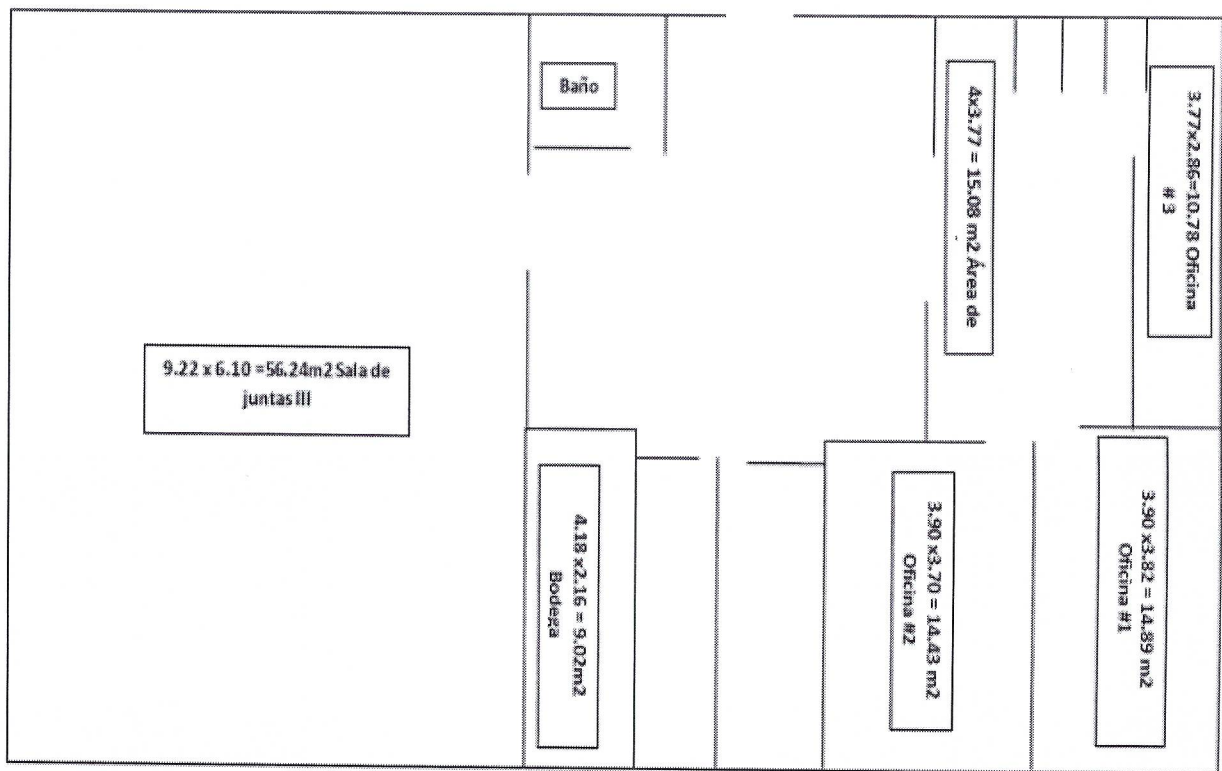 Baño
4x3.77 = 15.08 m2 Área de
3.77x2.86=10.78 Oficina
# 3
9.22 x 6.10 =56.24m2 Sala de
juntas III
4.18 x2.16 = 9.02m2
Bodega
3.90 x3.70 = 14.43 m2
Oficina #2
3.90 x3.82 = 14.89 m2
Oficina #1